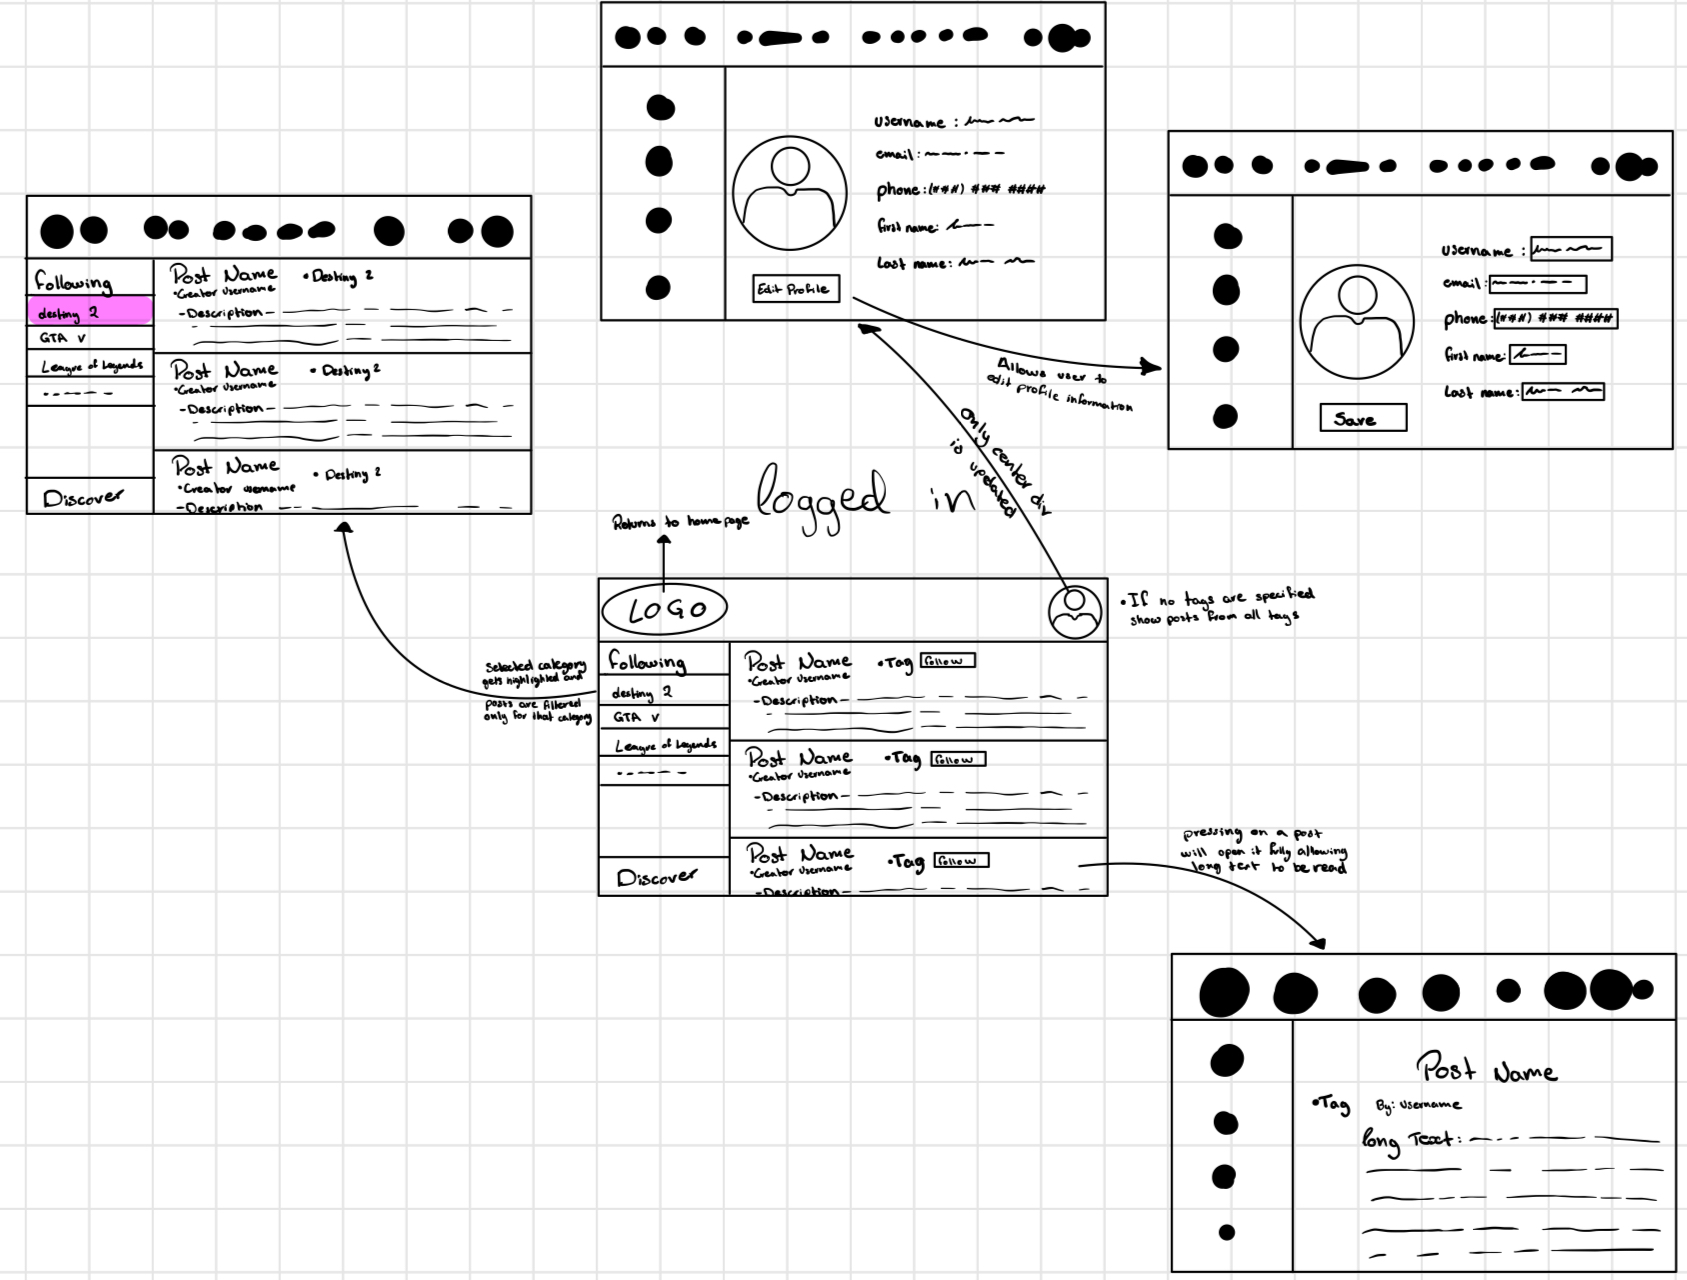 username :
email:
phone:(###) ### ####
first name:
Last name:
Edit Profile
username :
email:
phone:(###) ### ####
first name:
Last name:
Save
Allows user to
edit profile information
only center div
is updated
following
destiny 2
GTA V
League of Legends
Discover
Post Name
•Destiny 2
•Creator username
-Description-
Post Name
•Destiny 2
•Creator username
-Description-
Post Name
•Destiny 2
•Creator username
-Description
logged in
Returns to home page
LOGO
•If no tags are specified
show posts from all tags
Selected category
gets highlighted and
posts are filtered
only for that category
following
destiny 2
GTA V
League of Legends
Discover
Post Name
•Tag
follow
•Creator username
-Description-
Post Name
•Tag
follow
•Creator username
-Description-
Post Name
•Tag
follow
•Creator username
-Description-
pressing on a post
will open it fully allowing
long text to be read
Post Name
•Tag
By: username
long Text: